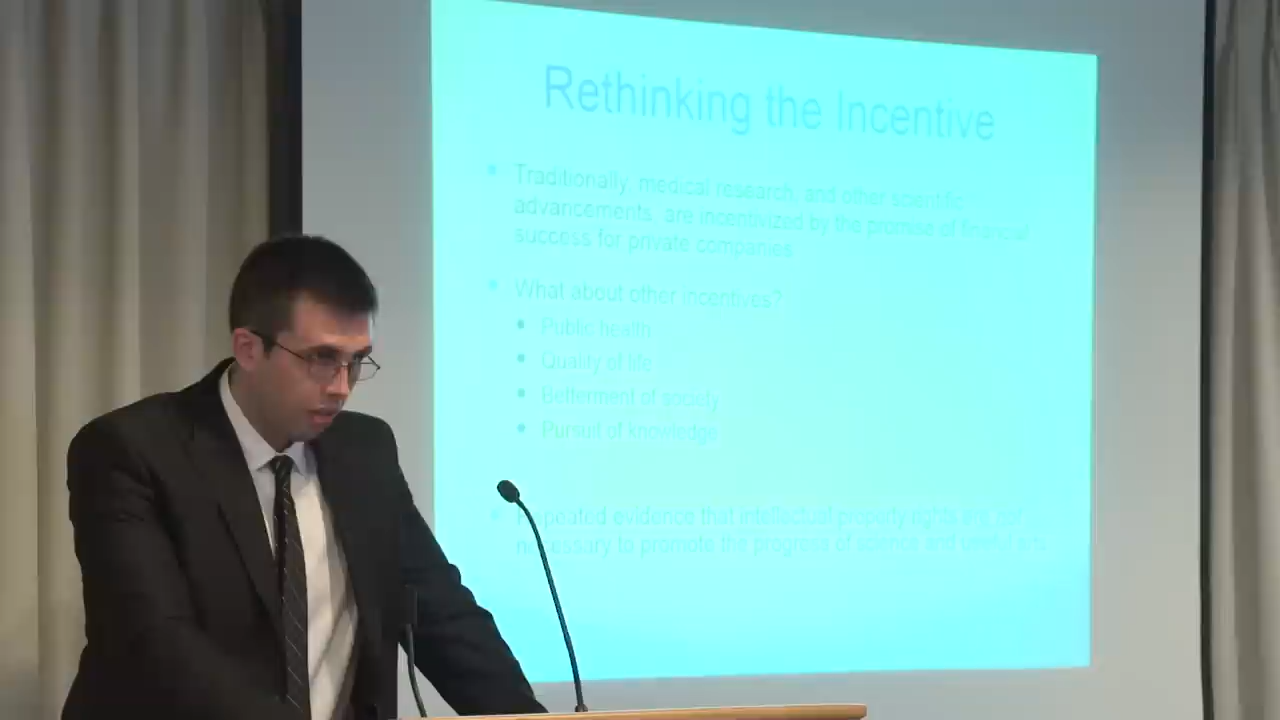 Rethinking the Incentive
• Traditionally, medical research, and other scientific
advancements, are incentivized by the promise of financial
success for private companies
• What about other incentives?
• Public health
• Quality of life
• Betterment of society
• Pursuit of knowledge
• Repeated evidence that intellectual property rights are not
necessary to promote the progress of science and useful arts